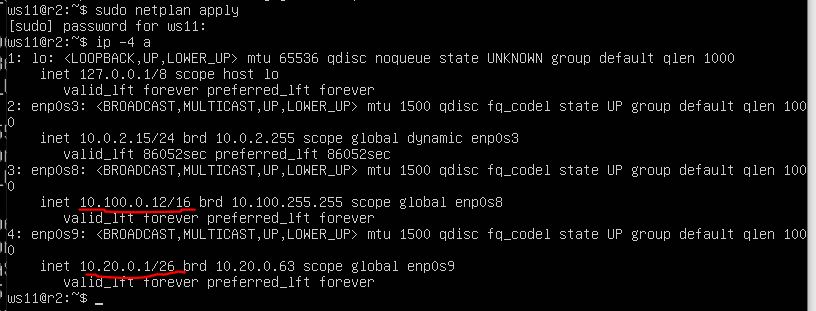 ws11@r2:~$ sudo netplan apply
[sudo] password for ws11:
ws11@r2:~$ ip -4 a
1: lo: <LOOPBACK,UP,LOWER_UP> mtu 65536 qdisc noqueue state UNKNOWN group default qlen 1000
    inet 127.0.0.1/8 scope host lo
       valid_lft forever preferred_lft forever
2: enp0s3: <BROADCAST,MULTICAST,UP,LOWER_UP> mtu 1500 qdisc fq_codel state UP group default qlen 100
0
    inet 10.0.2.15/24 brd 10.0.2.255 scope global dynamic enp0s3
       valid_lft 86052sec preferred_lft 86052sec
3: enp0s8: <BROADCAST,MULTICAST,UP,LOWER_UP> mtu 1500 qdisc fq_codel state UP group default qlen 100
0
    inet 10.100.0.12/16 brd 10.100.255.255 scope global enp0s8
       valid_lft forever preferred_lft forever
4: enp0s9: <BROADCAST,MULTICAST,UP,LOWER_UP> mtu 1500 qdisc fq_codel state UP group default qlen 100
0
    inet 10.20.0.1/26 brd 10.20.0.63 scope global enp0s9
       valid_lft forever preferred_lft forever
ws11@r2:~$ _